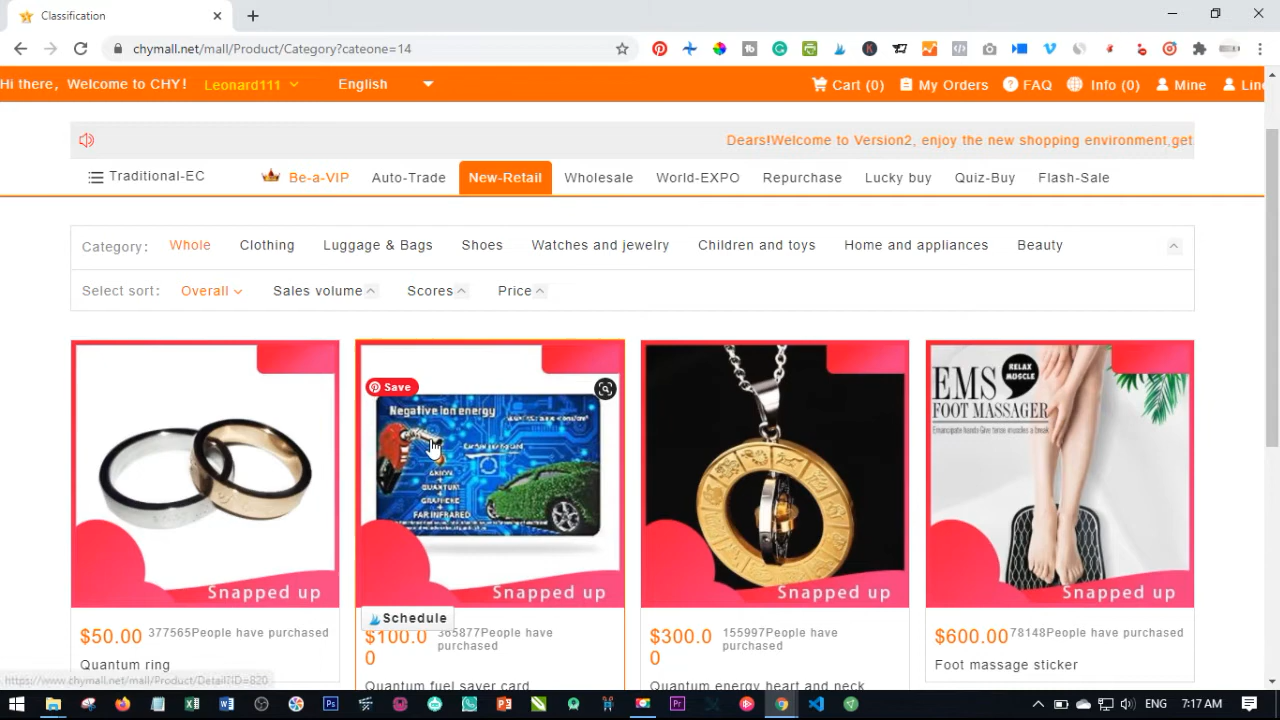 Classification
chymall.net/mall/Product/Category?cateone=14
Hi there，Welcome to CHY!
Leonard111
English
Cart (0)
My Orders
FAQ
Info (0)
Mine
Line
Dears!Welcome to Version2, enjoy the new shopping environment.get
Traditional-EC
Be-a-VIP
Auto-Trade
New-Retail
Wholesale
World-EXPO
Repurchase
Lucky buy
Quiz-Buy
Flash-Sale
Category：
Whole
Clothing
Luggage & Bags
Shoes
Watches and jewelry
Children and toys
Home and appliances
Beauty
Select sort：
Overall
Sales volume
Scores
Price
Snapped up
$50.00
377565People have purchased
Quantum ring
Save
Negative ion energy
ANION
+
QUANTUM
+
GRAPHENE
+
FAR INFRARED
Snapped up
Schedule
$100.0
0
365877People have
purchased
Quantum fuel saver card
Snapped up
$300.0
0
155997People have
purchased
Quantum energy heart and neck
RELAX
MUSCLE
EMS
FOOT MASSAGER
Emancipate hands Give tense muscles a break
Snapped up
$600.00
78148People have purchased
Foot massage sticker
https://www.chymall.net/mall/Product/Detail?ID=820
ENG
7:17 AM